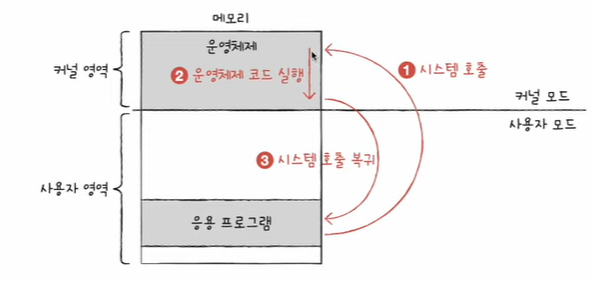 메모리
운영체제
커널 영역
2 운영체제 코드 실행
1 시스템 호출
커널 모드
사용자 모드
3 시스템 호출 복귀
사용자 영역
응용 프로그램